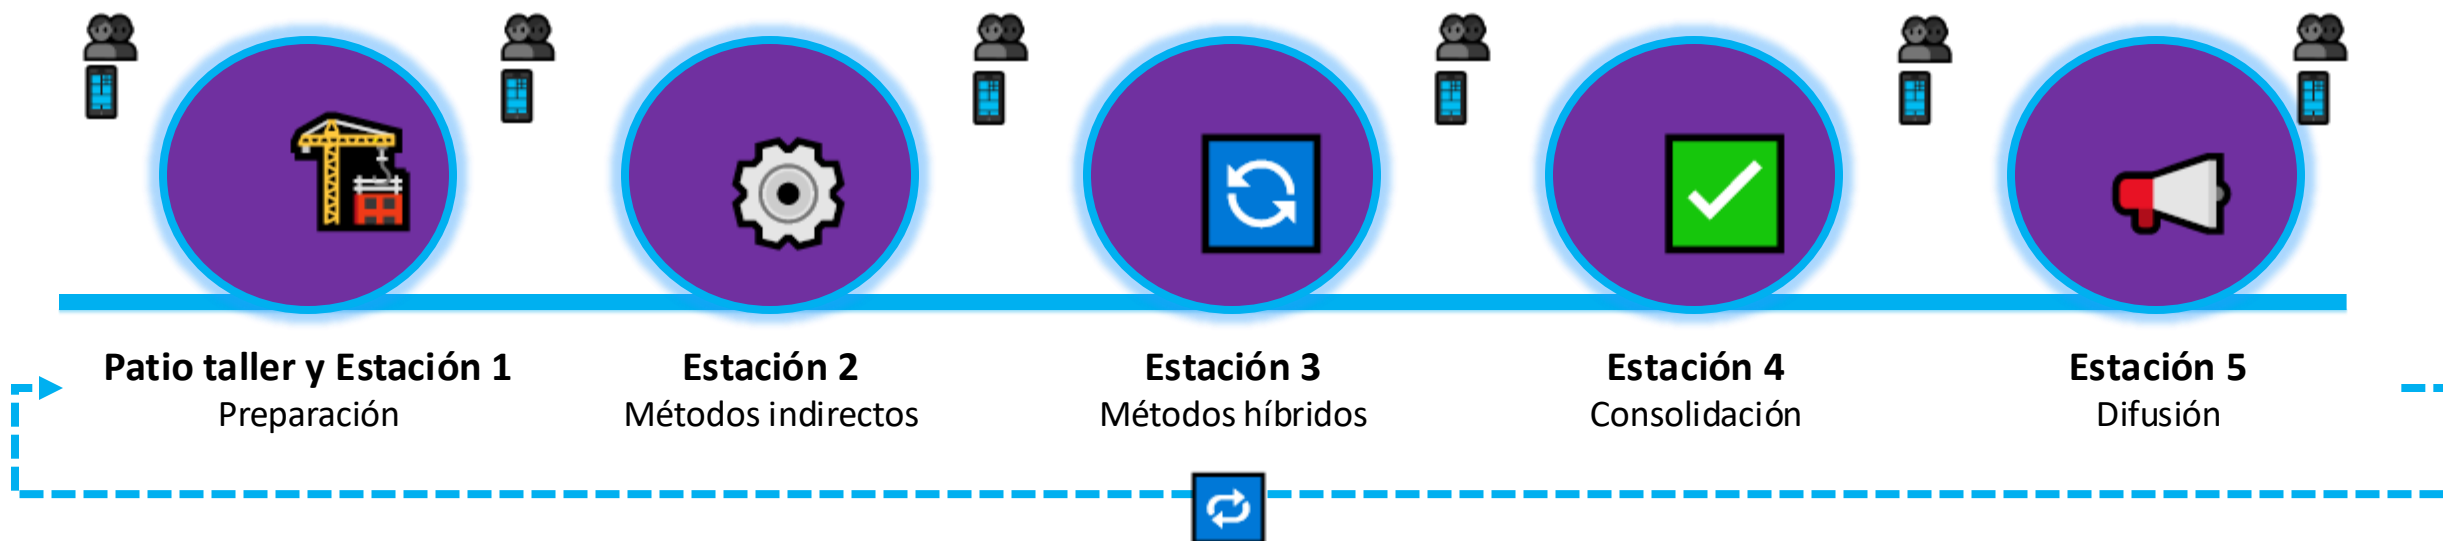 Patio taller y Estación 1
Preparación
Estación 2
Métodos indirectos
Estación 3
Métodos híbridos
Estación 4
Consolidación
Estación 5
Difusión